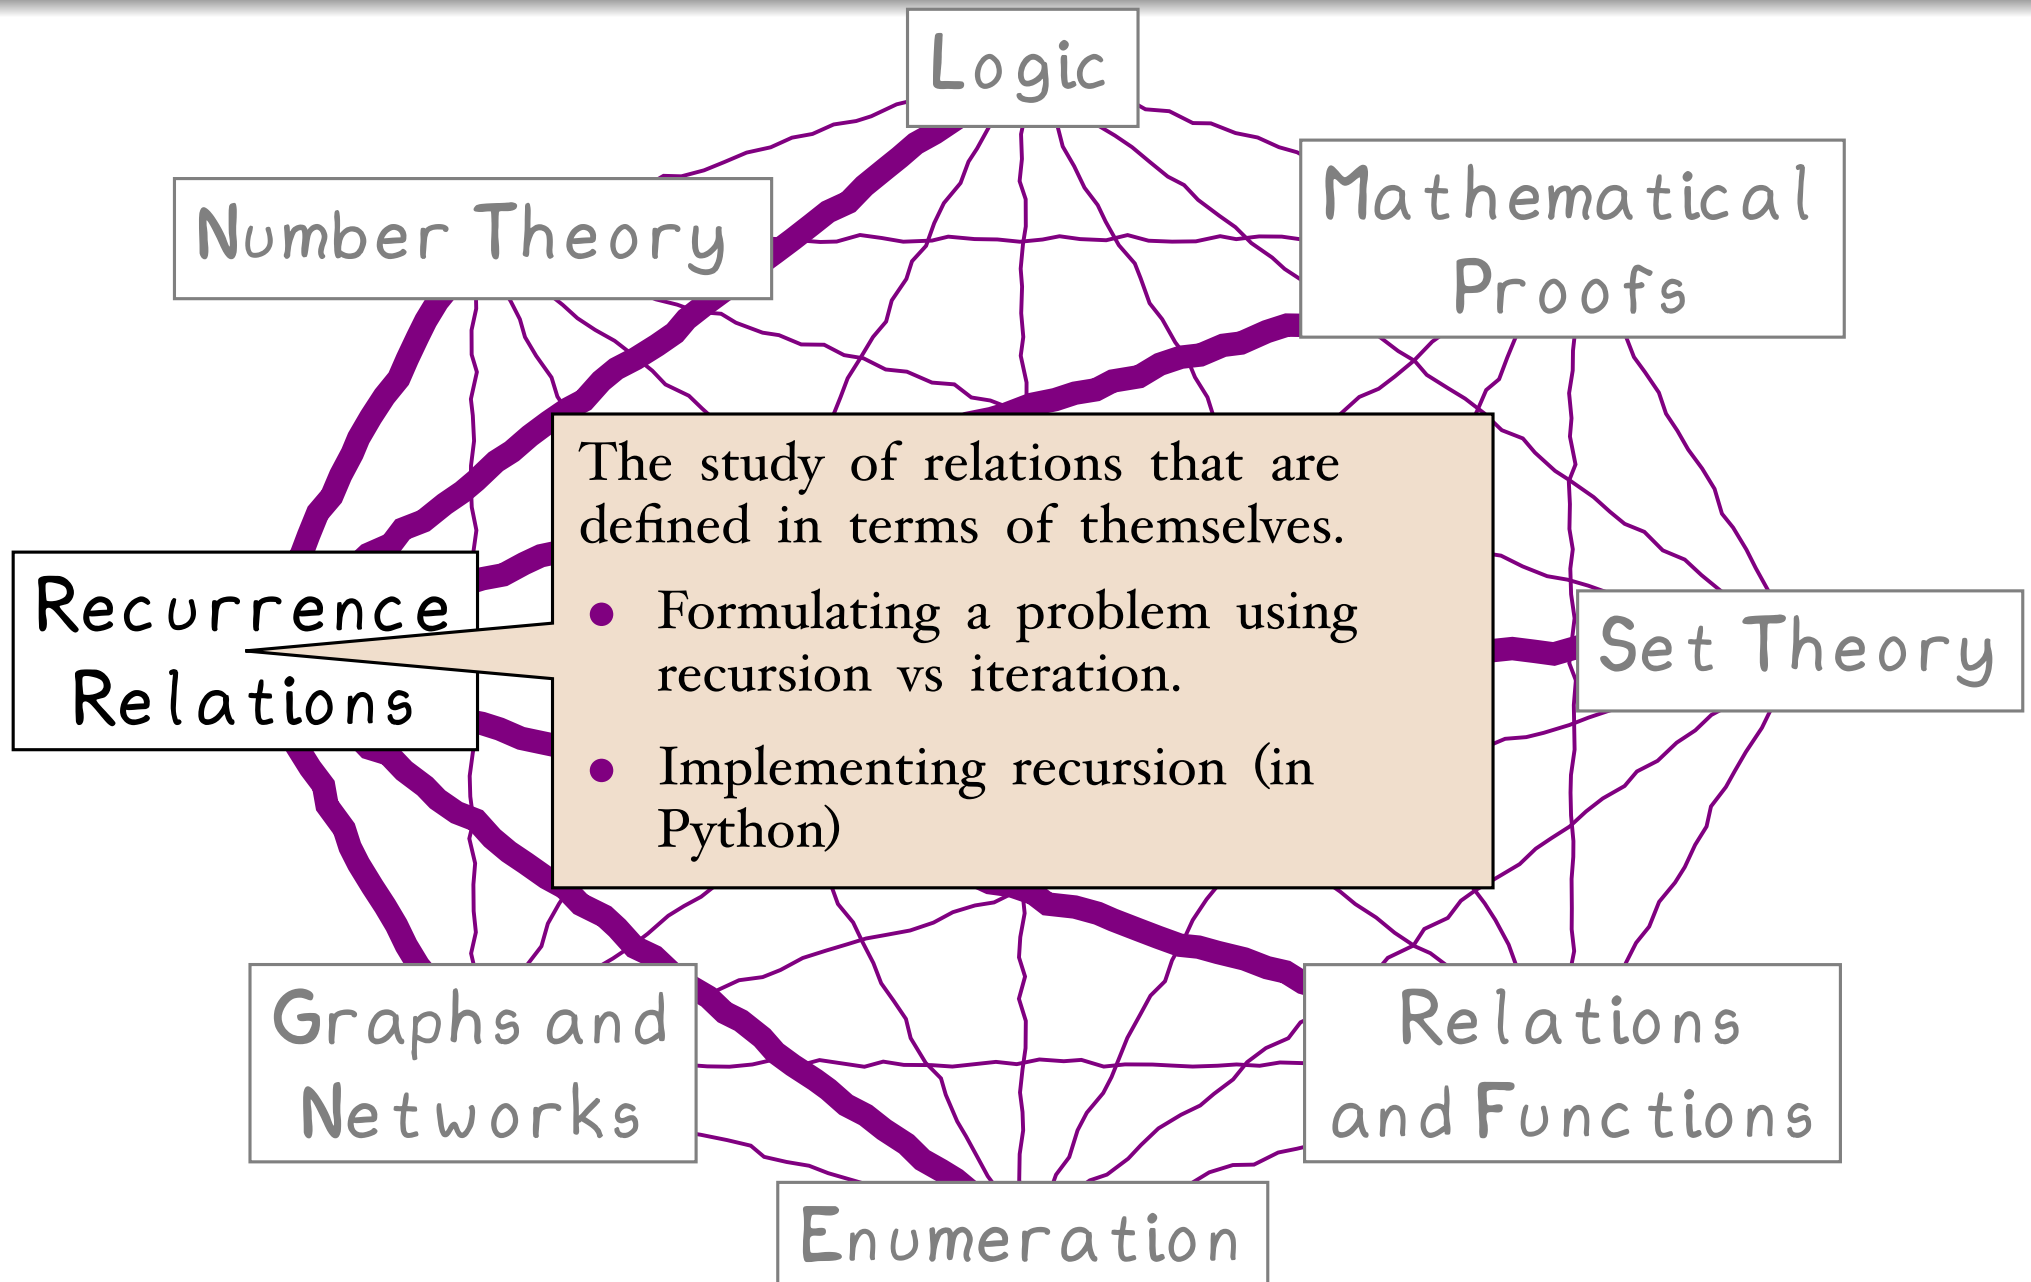 Logic
Number Theory
Mathematical
Proofs
The study of relations that are
defined in terms of themselves.
● Formulating a problem using
recursion vs iteration.
● Implementing recursion (in
Python)
Recurrence
Relations
Set Theory
Graphs and
Networks
Relations
and Functions
Enumeration